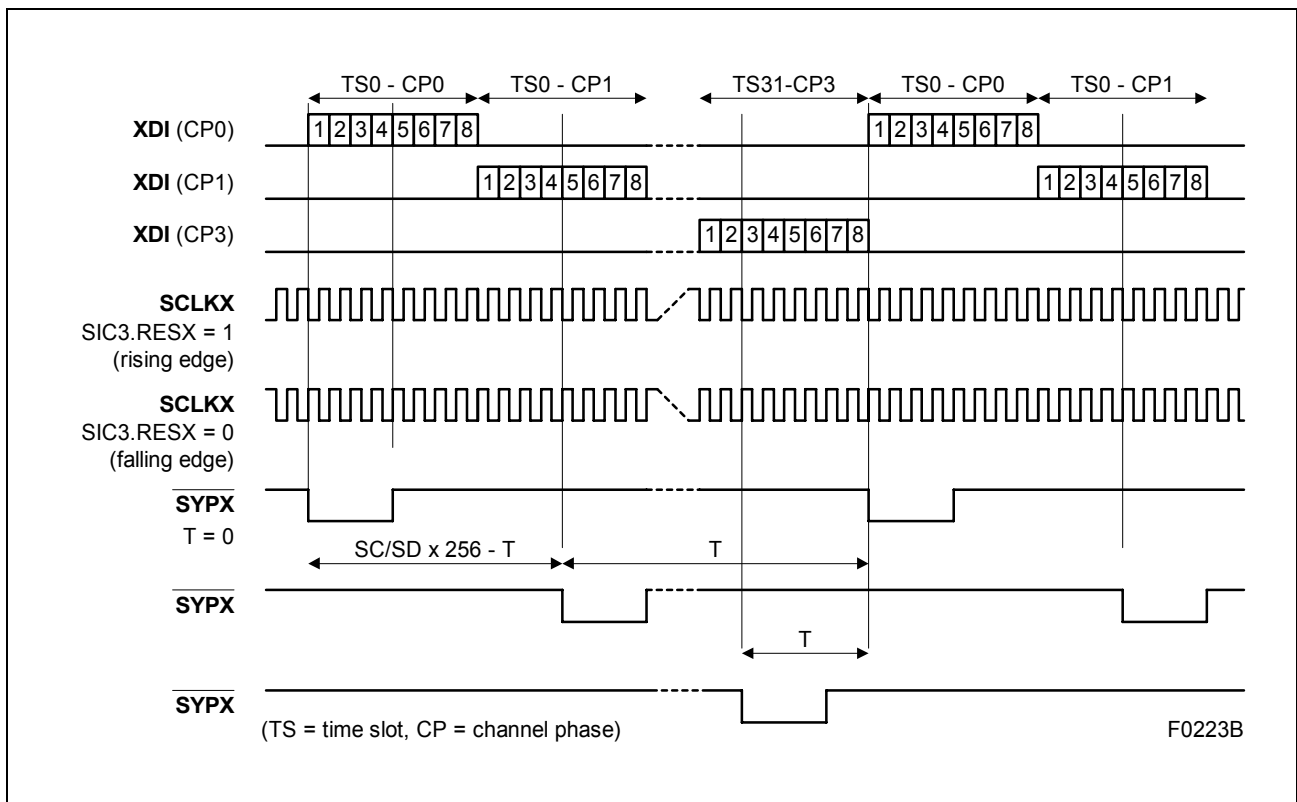 TS0 - CP0 TS0 - CP1 TS31-CP3 TS0 - CP0 TS0 - CP1
XDI (CP0) 1 2 3 4 5 6 7 8 1 2 3 4 5 6 7 8
XDI (CP1) 1 2 3 4 5 6 7 8 1 2 3 4 5 6 7 8
XDI (CP3) 1 2 3 4 5 6 7 8
SCLKX
SIC3.RESX = 1
(rising edge)
SCLKX
SIC3.RESX = 0
(falling edge)
SYPX
T = 0
SC/SD x 256 - T T
SYPX
T
SYPX
(TS = time slot, CP = channel phase) F0223B